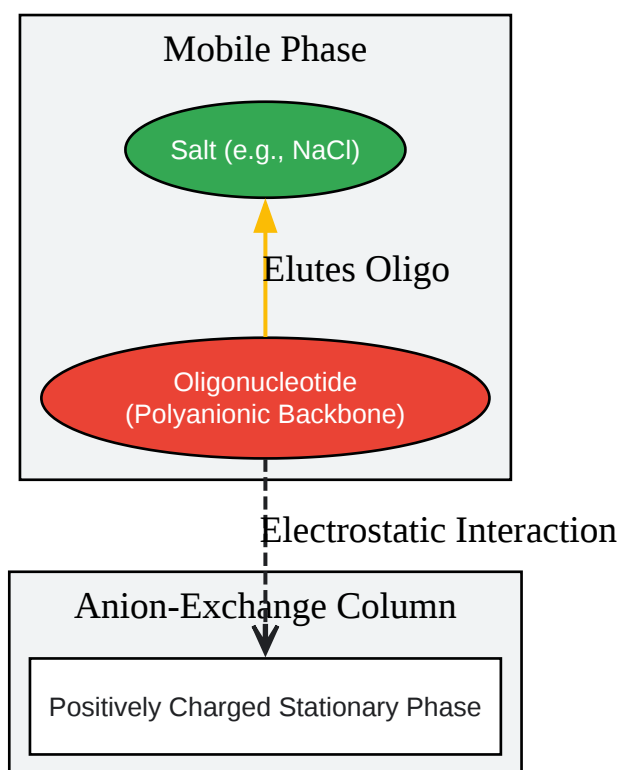 Mobile Phase
Salt (e.g., NaCl)
Elutes Oligo
Oligonucleotide
(Polyanionic Backbone)
Electrostatic Interaction
Anion-Exchange Column
Positively Charged Stationary Phase